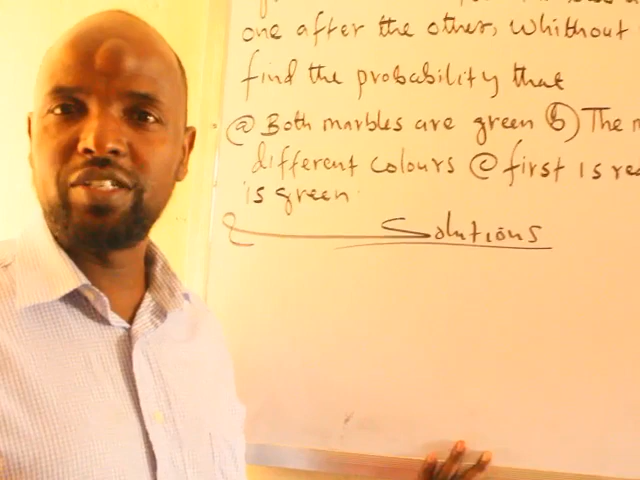 one after the other, whithout
find the probability that
ⓐ Both marbles are green ⓑ The
different colours ⓒ first is
is green
Solutions